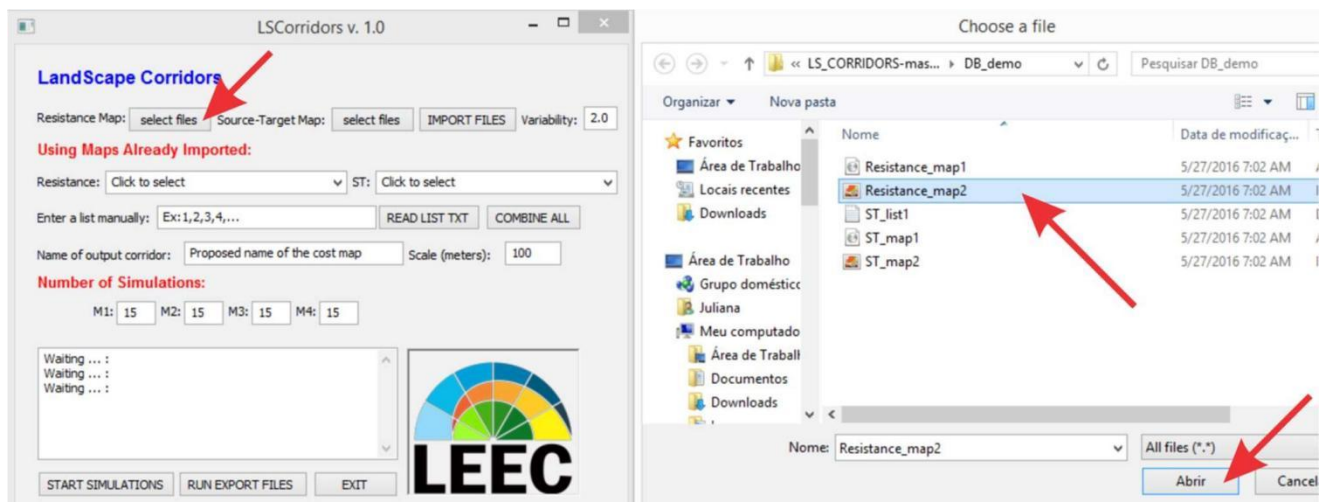 LSCorridors v. 1.0
LandScape Corridors
Resistance Map: select files Source-Target Map: select files IMPORT FILES Variability: 2.0
Using Maps Already Imported:
Resistance: Click to select ST: Click to select
Enter a list manually: Ex:1,2,3,4,... READ LIST TXT COMBINE ALL
Name of output corridor: Proposed name of the cost map Scale (meters): 100
Number of Simulations:
M1: 15 M2: 15 M3: 15 M4: 15
Waiting ... :
Waiting ... :
Waiting ... :
LEEC
START SIMULATIONS RUN EXPORT FILES EXIT
Choose a file
« LS_CORRIDORS-mas... DB_demo Pesquisar DB_demo
Organizar Nova pasta
Favoritos
Área de Trabalho
Locais recentes
Downloads
Área de Trabalho
Grupo doméstico
Juliana
Meu computado
Área de Trabalh
Documentos
Downloads
Nome Data de modificaç...
Resistance_map1 5/27/2016 7:02 AM
Resistance_map2 5/27/2016 7:02 AM
ST_list1 5/27/2016 7:02 AM
ST_map1 5/27/2016 7:02 AM
ST_map2 5/27/2016 7:02 AM
Nome: Resistance_map2 All files (*.*)
Abrir Cancel